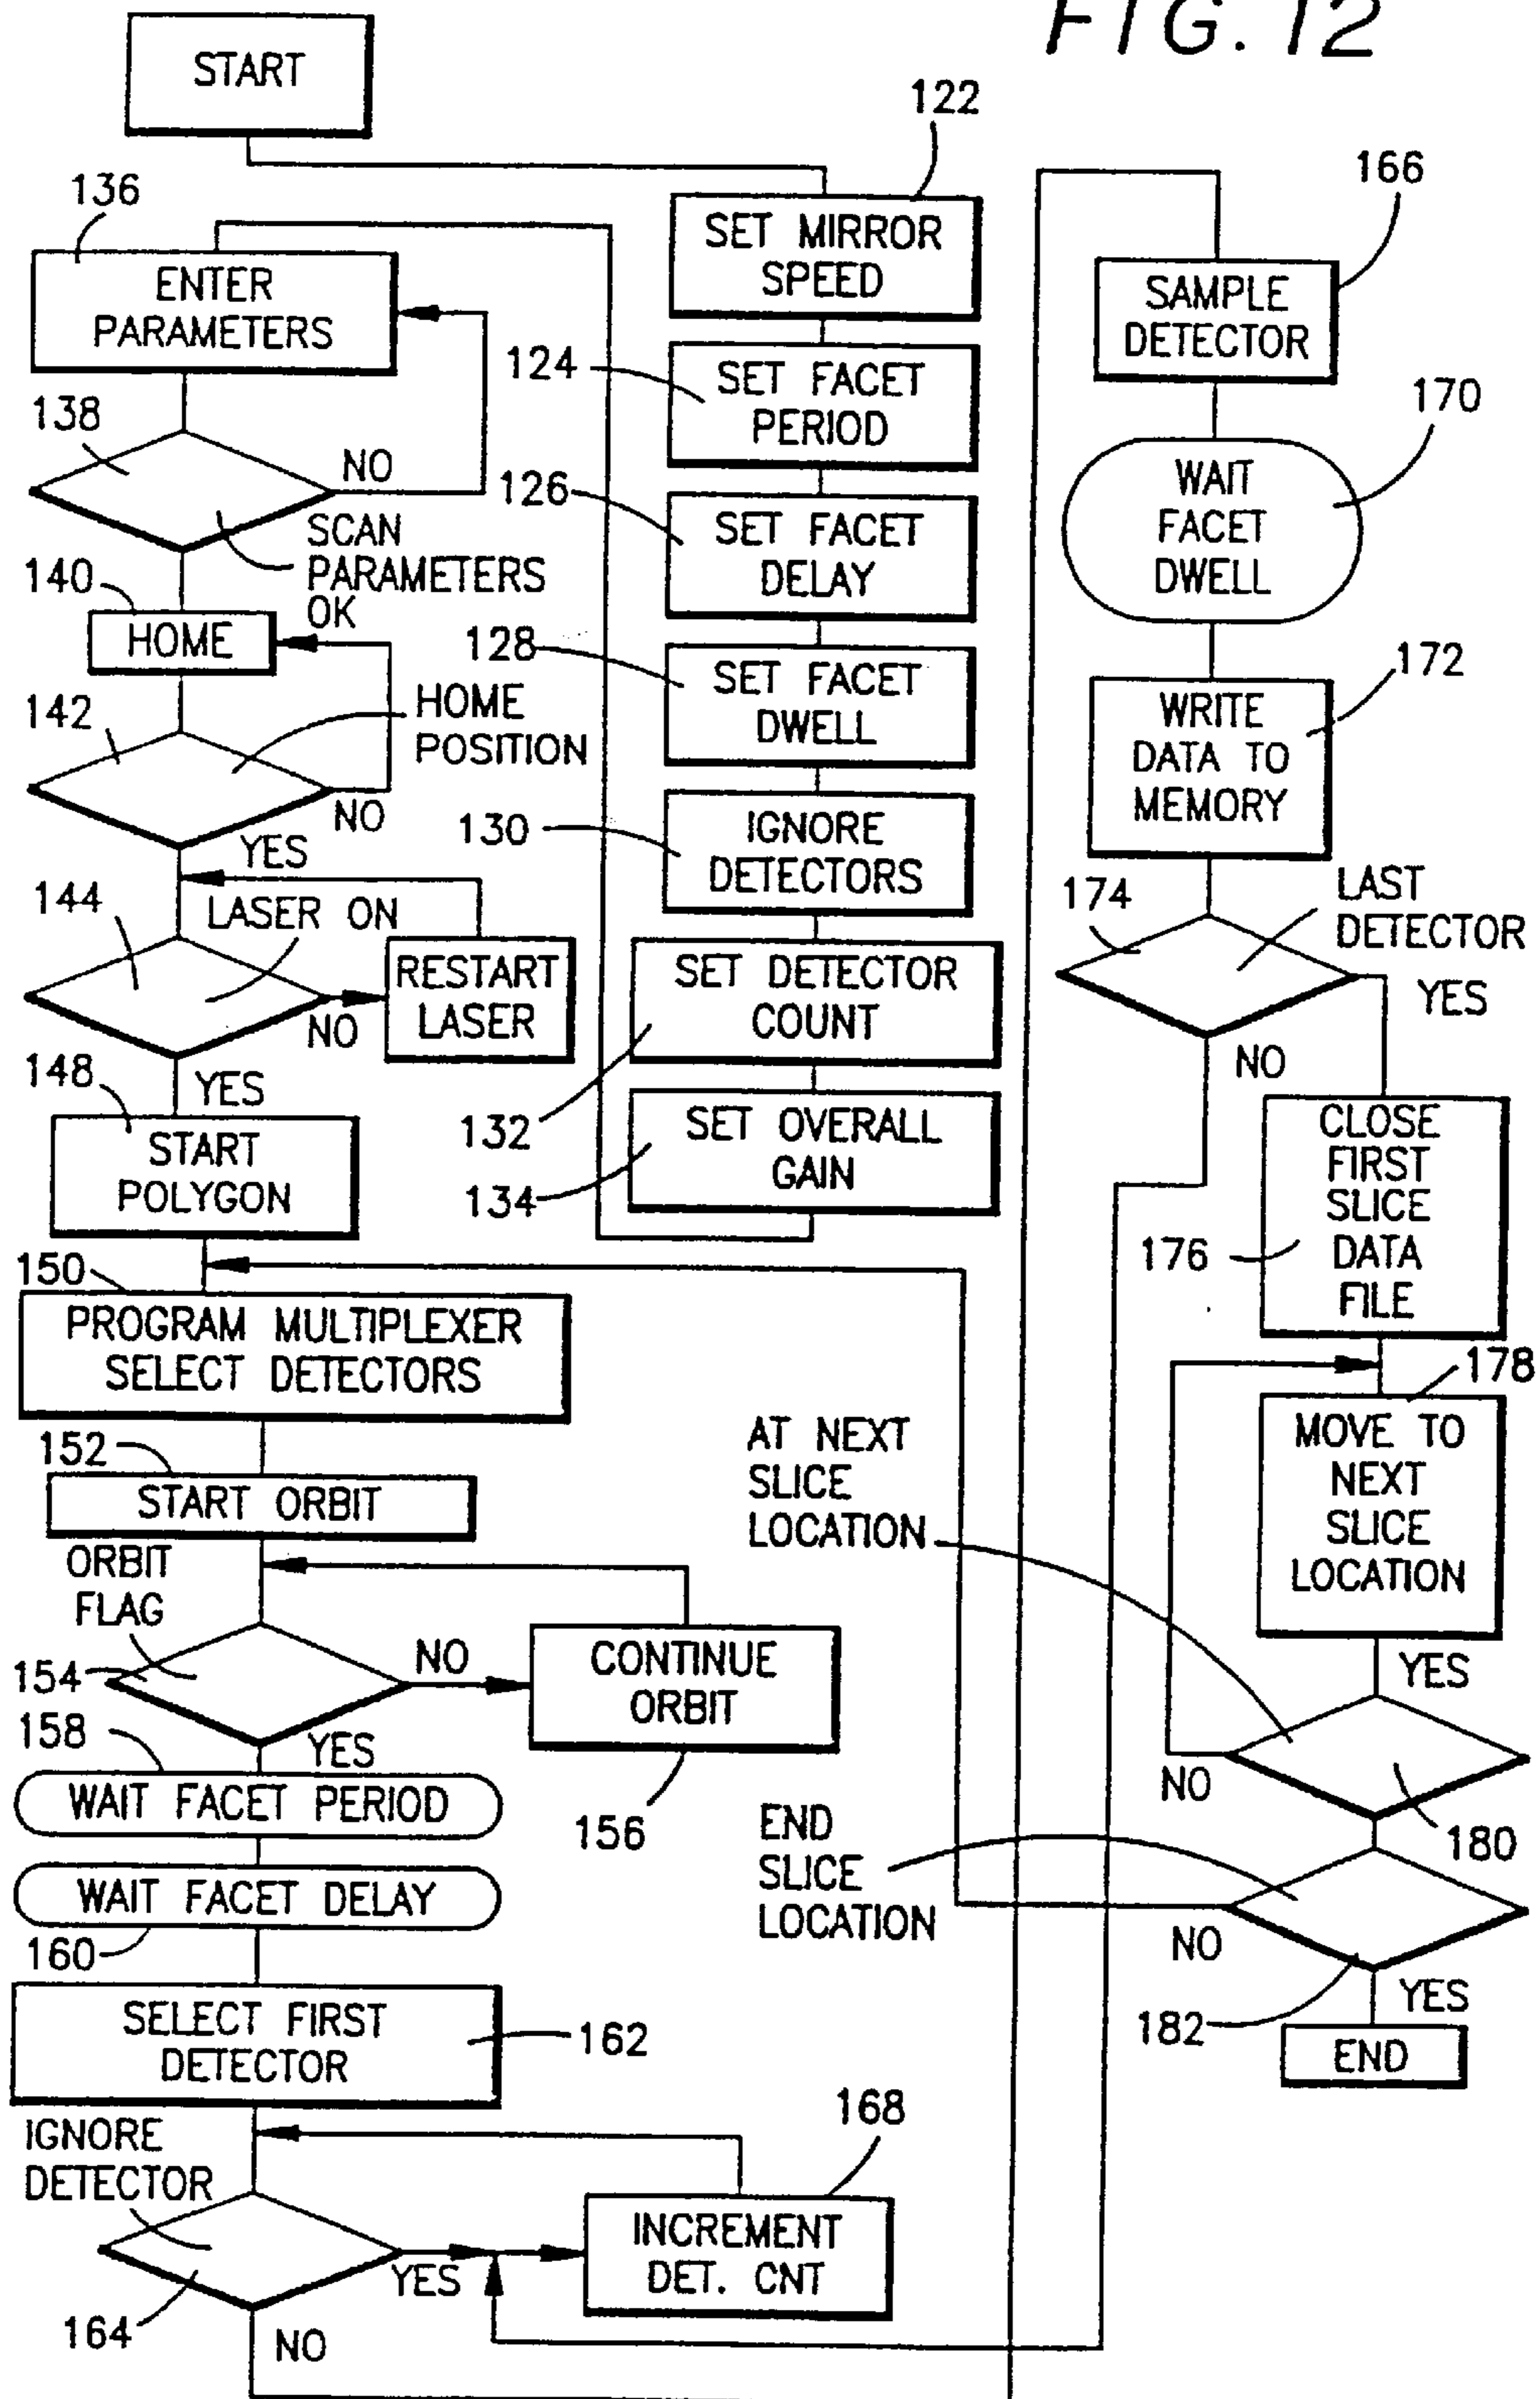 FIG. 12
START
122
SET MIRROR
SPEED
124
SET FACET
PERIOD
126
SET FACET
DELAY
128
SET FACET
DWELL
130
IGNORE
DETECTORS
132
SET DETECTOR
COUNT
134
SET OVERALL
GAIN
136
ENTER
PARAMETERS
138
NO
SCAN
PARAMETERS
OK
140
HOME
142
HOME
POSITION
NO
YES
144
LASER ON
NO
RESTART
LASER
YES
148
START
POLYGON
150
PROGRAM MULTIPLEXER
SELECT DETECTORS
152
START ORBIT
ORBIT
FLAG
154
NO
CONTINUE
ORBIT
156
YES
158
WAIT FACET PERIOD
WAIT FACET DELAY
160
SELECT FIRST
DETECTOR
162
IGNORE
DETECTOR
164
YES
168
INCREMENT
DET. CNT
NO
166
SAMPLE
DETECTOR
170
WAIT
FACET
DWELL
172
WRITE
DATA TO
MEMORY
174
LAST
DETECTOR
YES
NO
CLOSE
FIRST
SLICE
DATA
FILE
176
178
MOVE TO
NEXT
SLICE
LOCATION
AT NEXT
SLICE
LOCATION
YES
NO
180
END
SLICE
LOCATION
NO
182
YES
END